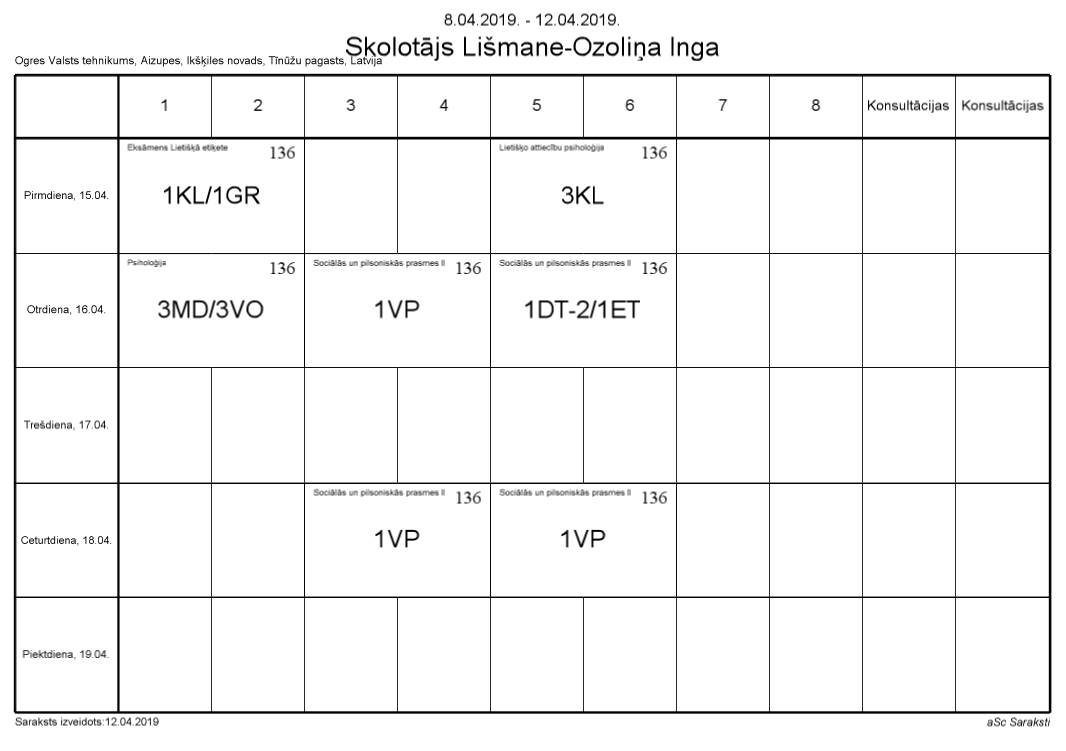 8.04.2019. - 12.04.2019.
Skolotājs Lišmane-Ozoliņa Inga
Ogres Valsts tehnikums, Aizupes, Ikšķiles novads, Tīnūžu pagasts, Latvija
1 2 3 4 5 6 7 8 Konsultācijas Konsultācijas
Eksāmens Lietišķā etiķete 136 Lietišķo attiecību psiholoģija 136
Pirmdiena, 15.04. 1KL/1GR 3KL
Psiholoģija 136 Sociālās un pilsoniskās prasmes II 136 Sociālās un pilsoniskās prasmes II 136
Otrdiena, 16.04. 3MD/3VO 1VP 1DT-2/1ET
Trešdiena, 17.04.
Sociālās un pilsoniskās prasmes II 136 Sociālās un pilsoniskās prasmes II 136
Ceturtdiena, 18.04. 1VP 1VP
Piektdiena, 19.04.
Saraksts izveidots:12.04.2019 aSc Saraksti